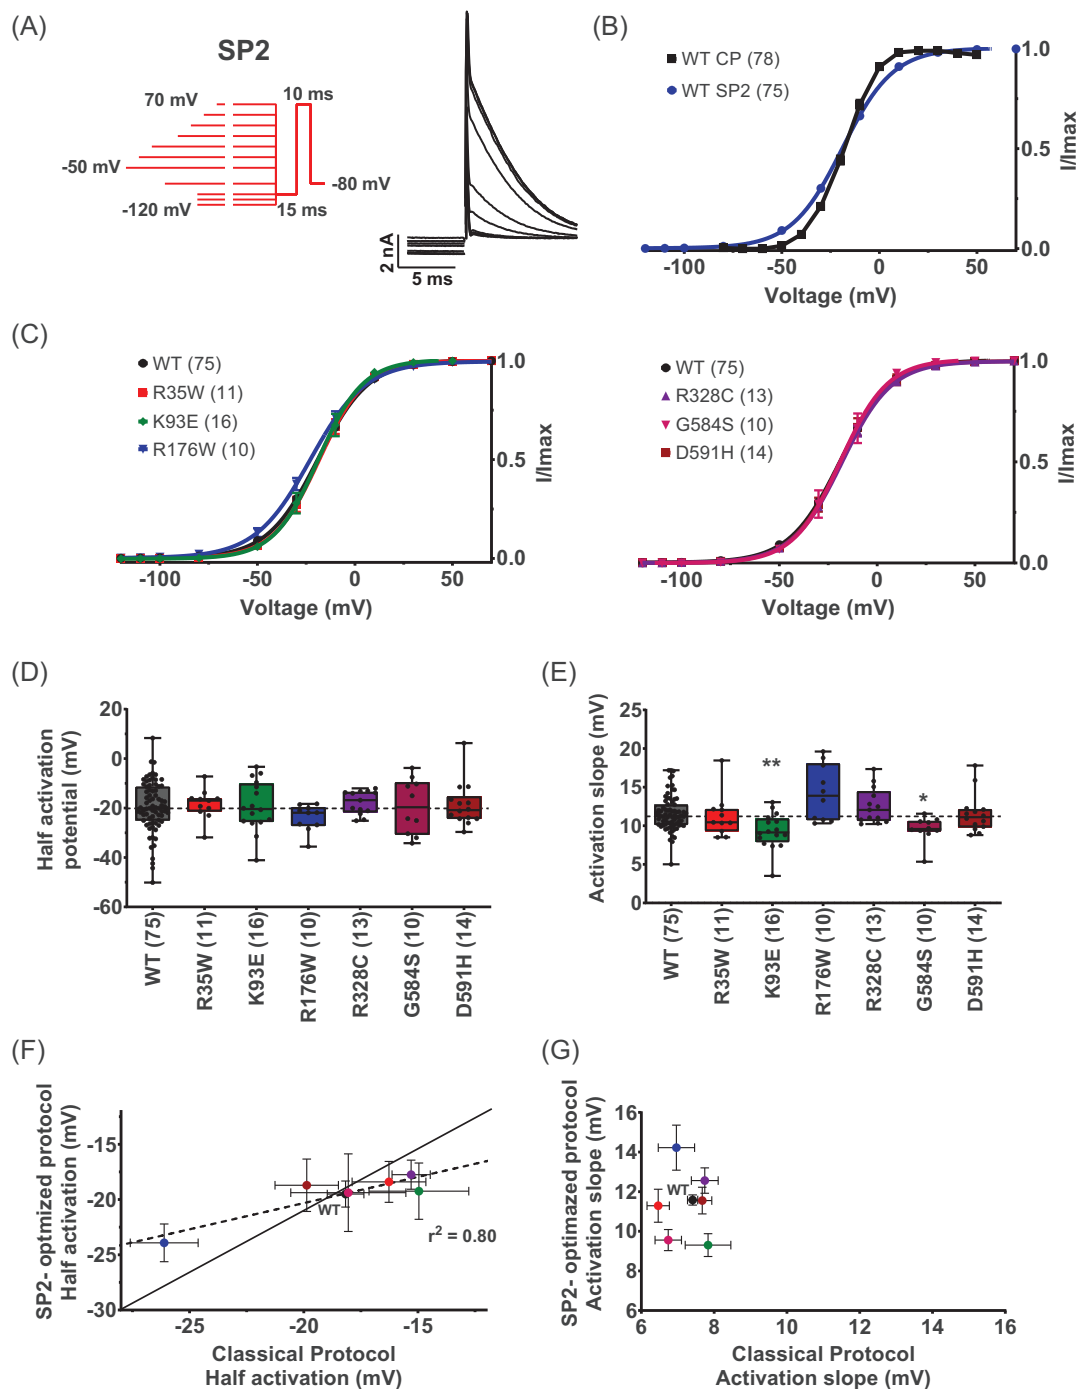 (A)
SP2
70 mV
10 ms
-50 mV
-80 mV
-120 mV
15 ms
2 nA
5 ms
(B)
WT CP (78)
WT SP2 (75)
1.0
0.5
0.0
I/Imax
-100
-50
0
50
Voltage (mV)
(C)
WT (75)
R35W (11)
K93E (16)
R176W (10)
1.0
0.5
0.0
I/Imax
-100
-50
0
50
Voltage (mV)
WT (75)
R328C (13)
G584S (10)
D591H (14)
1.0
0.5
0.0
I/Imax
-100
-50
0
50
Voltage (mV)
(D)
Half activation
potential (mV)
20
0
-20
-40
-60
WT (75)
R35W (11)
K93E (16)
R176W (10)
R328C (13)
G584S (10)
D591H (14)
(E)
Activation slope (mV)
25
20
15
10
5
0
**
*
WT (75)
R35W (11)
K93E (16)
R176W (10)
R328C (13)
G584S (10)
D591H (14)
(F)
SP2- optmized protocol
Half activation (mV)
-15
-20
-25
-30
WT
r² = 0.80
-25
-20
-15
Classical Protocol
Half activation (mV)
(G)
SP2- optimazed protocol
Activation slope (mV)
16
14
12
10
8
6
WT
6
8
10
12
14
16
Classical Protocol
Activation slope (mV)